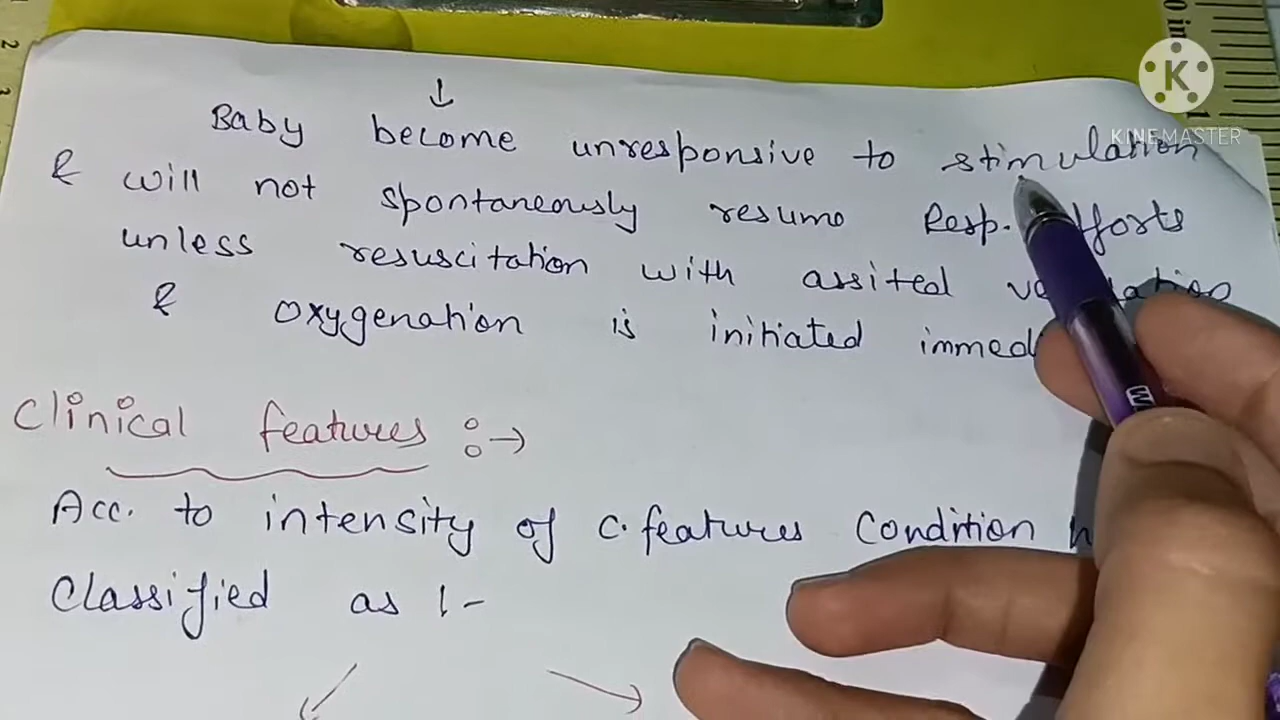 ↓
Baby become unresponsive to stimulation
& will not spontaneously resume Resp.
unless resuscitation with assited
& oxygenation is initiated
Clinical features :→
Acc. to intensity of c. features Condition
Classified as :-
KINEMASTER
K